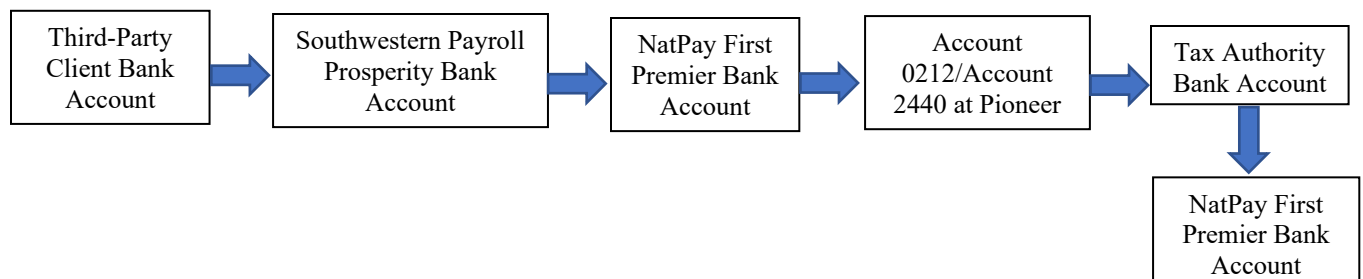 Third-Party
Client Bank
Account
Southwestern Payroll
Prosperity Bank
Account
NatPay First
Premier Bank
Account
Account
0212/Account
2440 at Pioneer
Tax Authority
Bank Account
NatPay First
Premier Bank
Account